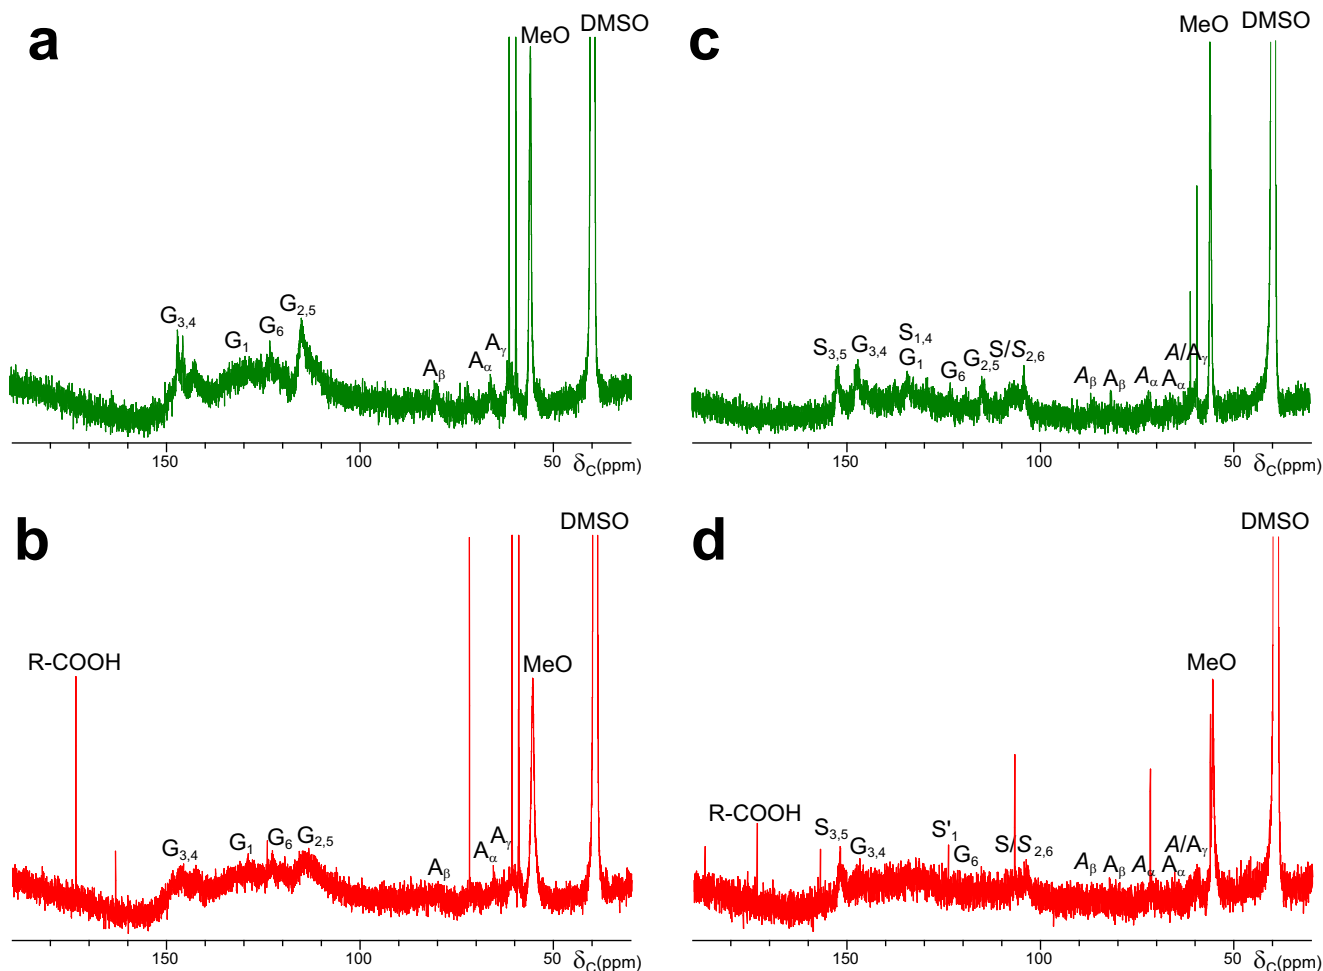 a
MeO
DMSO
G3,4
G1
G6
G2,5
Aβ
Aα
Aγ
150
100
50
δC(ppm)
c
MeO
DMSO
S3,5
G3,4
S1,4
G1
G6
G2,5
S/S2,6
Aβ
Aβ
Aα
Aα
A/Aγ
150
100
50
δC(ppm)
b
DMSO
R-COOH
MeO
G3,4
G1
G6
G2,5
Aβ
Aα
Aγ
150
100
50
δC(ppm)
d
DMSO
MeO
R-COOH
S3,5
G3,4
S'1
G6
S/S2,6
Aβ
Aβ
Aα
Aα
A/Aγ
150
100
50
δC(ppm)